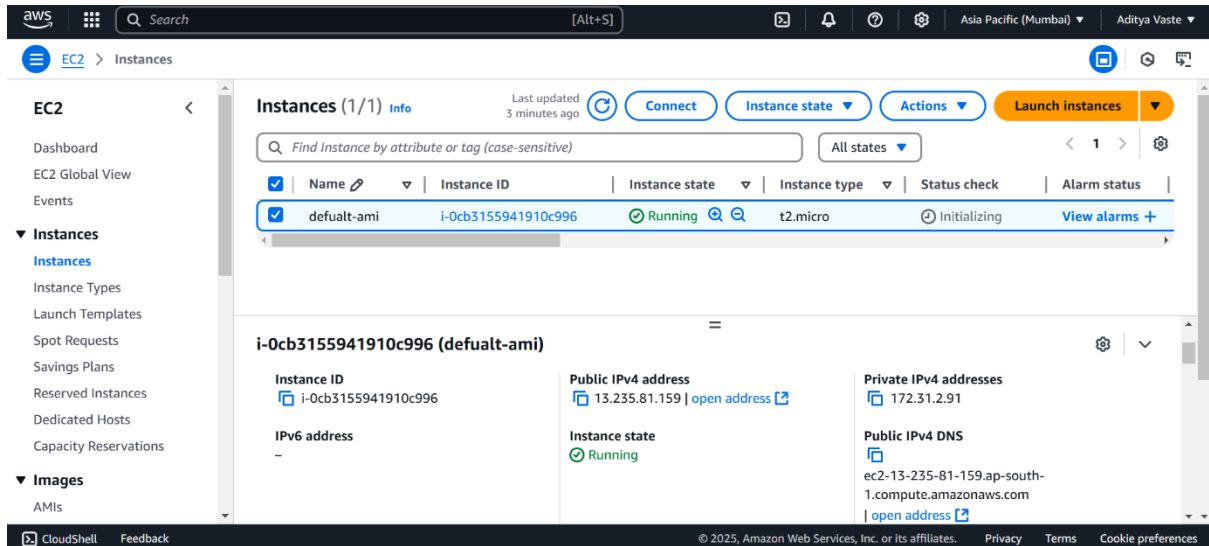 aws
Search [Alt+S] Asia Pacific (Mumbai) Aditya Vaste
EC2 > Instances
EC2
Dashboard
EC2 Global View
Events
Instances
Instances
Instance Types
Launch Templates
Spot Requests
Savings Plans
Reserved Instances
Dedicated Hosts
Capacity Reservations
Images
AMIs
Instances (1/1) Info
Last updated
3 minutes ago
Connect Instance state Actions Launch instances
Find Instance by attribute or tag (case-sensitive) All states 1
Name Instance ID Instance state Instance type Status check Alarm status
defualt-ami i-0cb3155941910c996 Running t2.micro Initializing View alarms +
i-0cb3155941910c996 (defualt-ami)
Instance ID
i-0cb3155941910c996
Public IPv4 address
13.235.81.159 | open address
Private IPv4 addresses
172.31.2.91
IPv6 address
–
Instance state
Running
Public IPv4 DNS
ec2-13-235-81-159.ap-south-
1.compute.amazonaws.com
| open address
CloudShell Feedback © 2025, Amazon Web Services, Inc. or its affiliates. Privacy Terms Cookie preferences